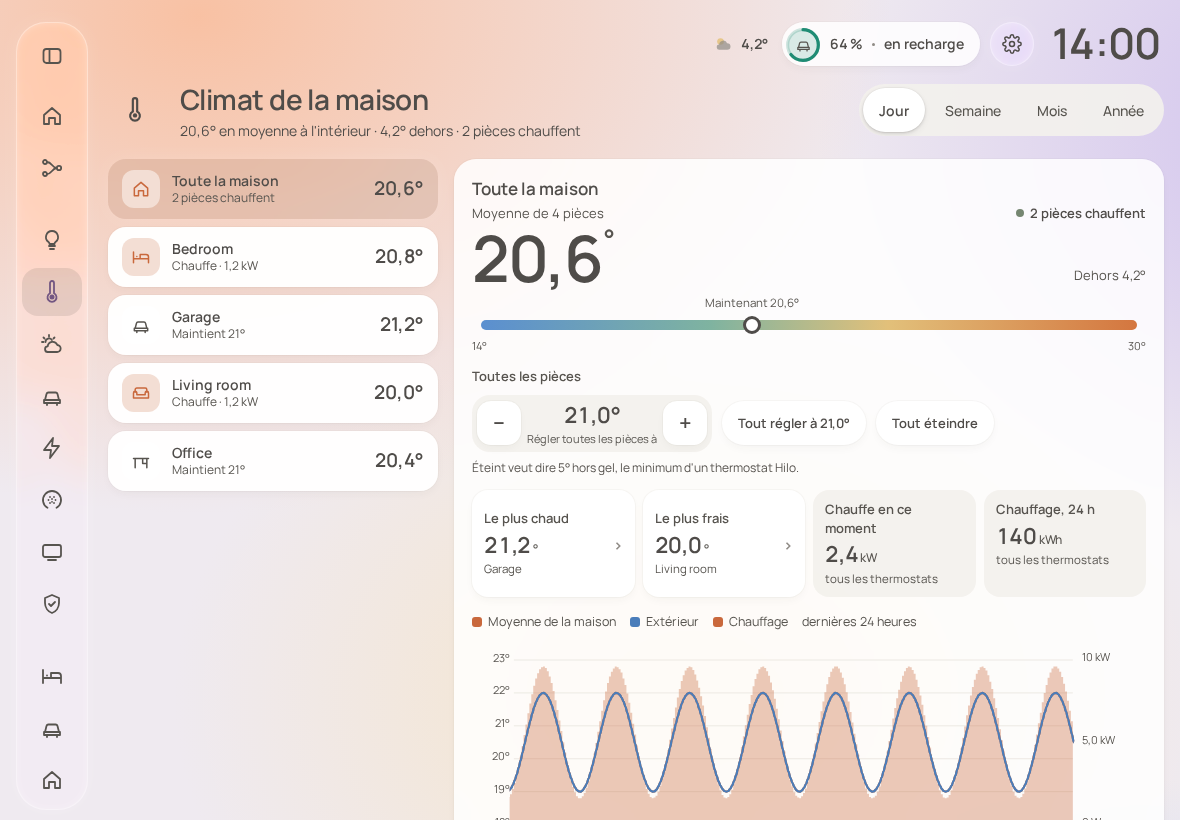 4,2°
64 % • en recharge
14:00
Climat de la maison
20,6° en moyenne à l'intérieur · 4,2° dehors · 2 pièces chauffent
Jour
Semaine
Mois
Année
Toute la maison
2 pièces chauffent
20,6°
Bedroom
Chauffe · 1,2 kW
20,8°
Garage
Maintient 21°
21,2°
Living room
Chauffe · 1,2 kW
20,0°
Office
Maintient 21°
20,4°
Toute la maison
Moyenne de 4 pièces
2 pièces chauffent
20,6°
Dehors 4,2°
Maintenant 20,6°
14°
30°
Toutes les pièces
−
21,0°
Régler toutes les pièces à
+
Tout régler à 21,0°
Tout éteindre
Éteint veut dire 5° hors gel, le minimum d'un thermostat Hilo.
Le plus chaud
21,2°
Garage
Le plus frais
20,0°
Living room
Chauffe en ce
moment
2,4 kW
tous les thermostats
Chauffage, 24 h
140 kWh
tous les thermostats
Moyenne de la maison
Extérieur
Chauffage
dernières 24 heures
23°
22°
21°
20°
19°
10 kW
5,0 kW